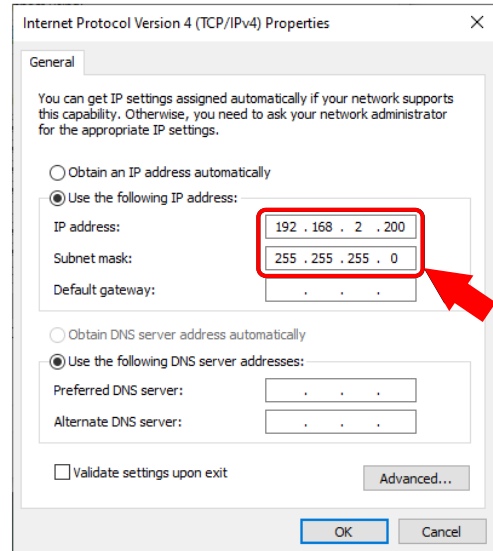 Internet Protocol Version 4 (TCP/IPv4) Properties
General
You can get IP settings assigned automatically if your network supports
this capability. Otherwise, you need to ask your network administrator
for the appropriate IP settings.
Obtain an IP address automatically
Use the following IP address:
IP address: 192 . 168 . 2 . 200
Subnet mask: 255 . 255 . 255 . 0
Default gateway: . . .
Obtain DNS server address automatically
Use the following DNS server addresses:
Preferred DNS server: . . .
Alternate DNS server: . . .
Validate settings upon exit
Advanced...
OK Cancel